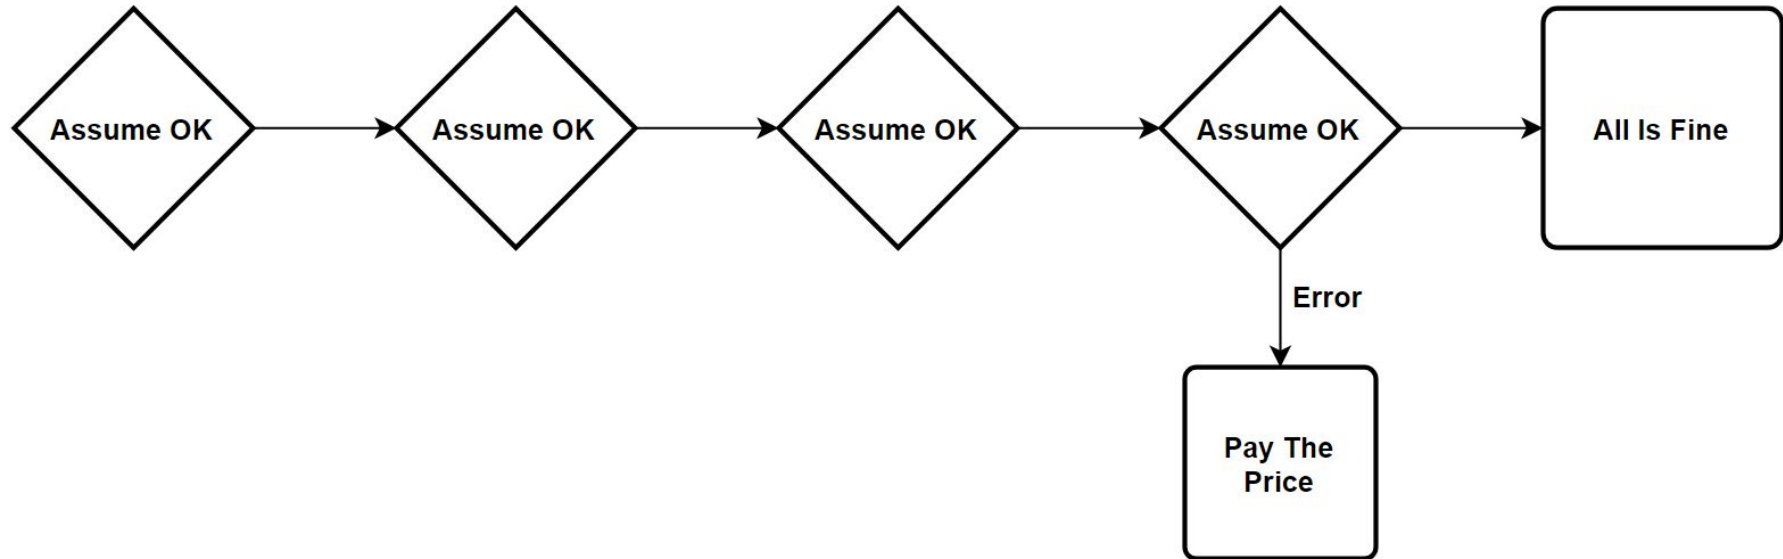 Assume OK
Assume OK
Assume OK
Assume OK
All Is Fine
Error
Pay The
Price